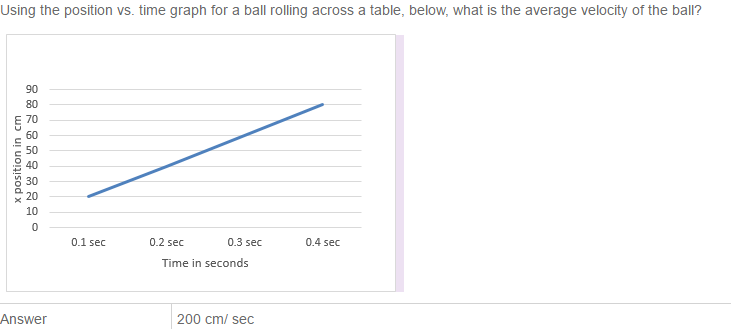 Using the position vs. time graph for a ball rolling across a table, below, what is the average velocity of the ball?
90
80
70
60
50
40
30
20
10
0
x position in cm
0.1 sec 0.2 sec 0.3 sec 0.4 sec
Time in seconds
Answer 200 cm/ sec